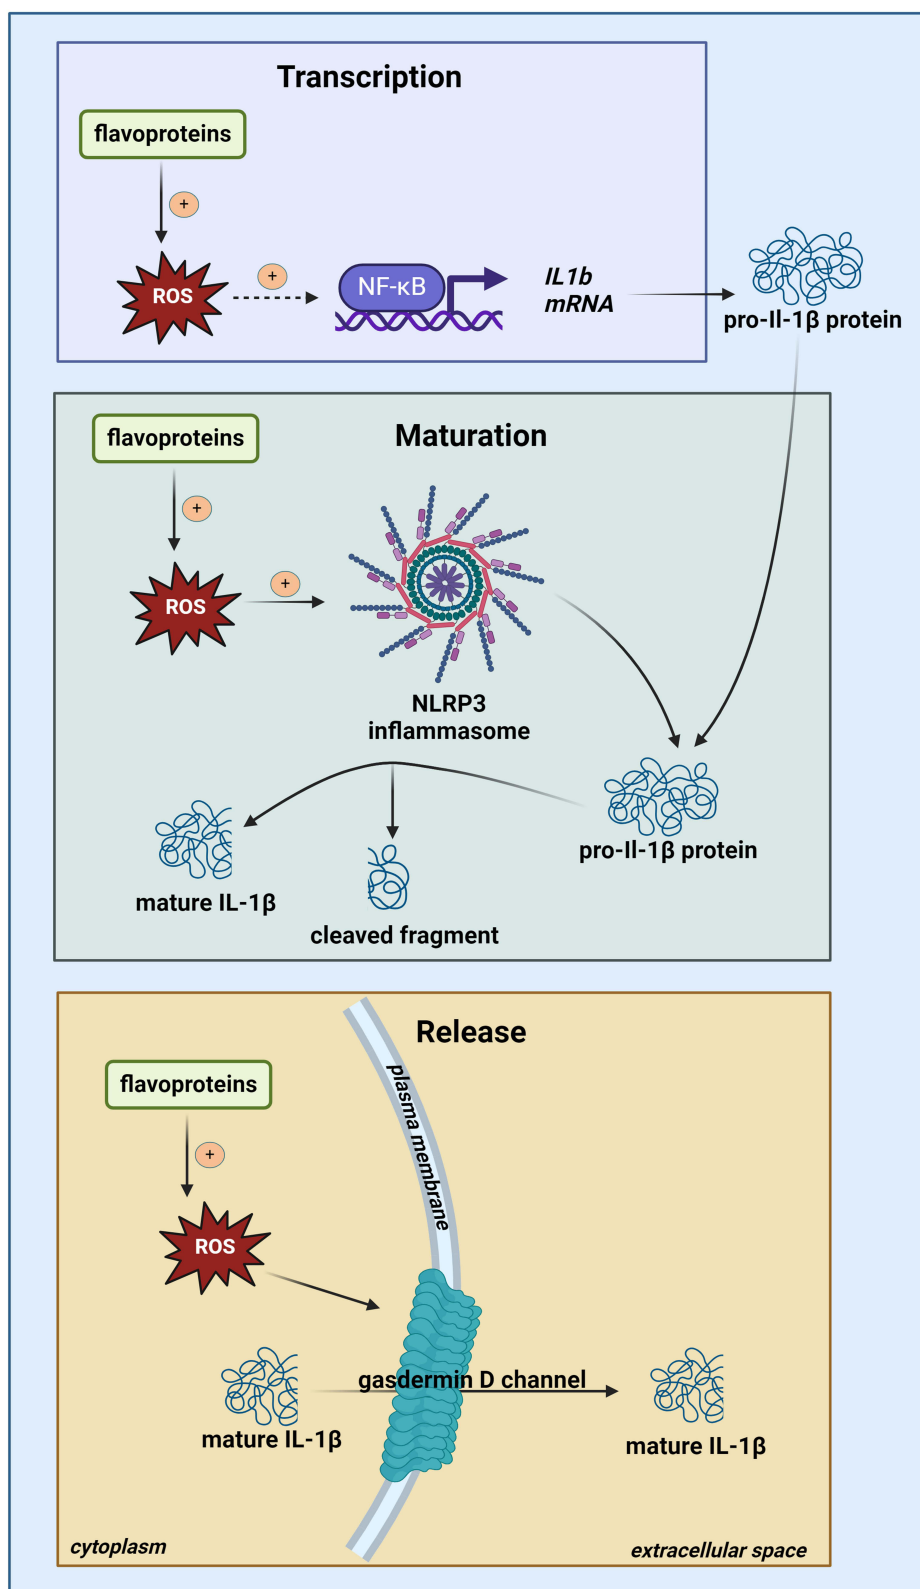 Transcription
flavoproteins
+
ROS
+
NF-κB
IL1b
mRNA
pro-Il-1β protein
Maturation
flavoproteins
+
ROS
+
NLRP3
inflammasome
pro-Il-1β protein
mature IL-1β
cleaved fragment
Release
flavoproteins
+
plasma membrane
ROS
gasdermin D channel
mature IL-1β
mature IL-1β
cytoplasm
extracellular space